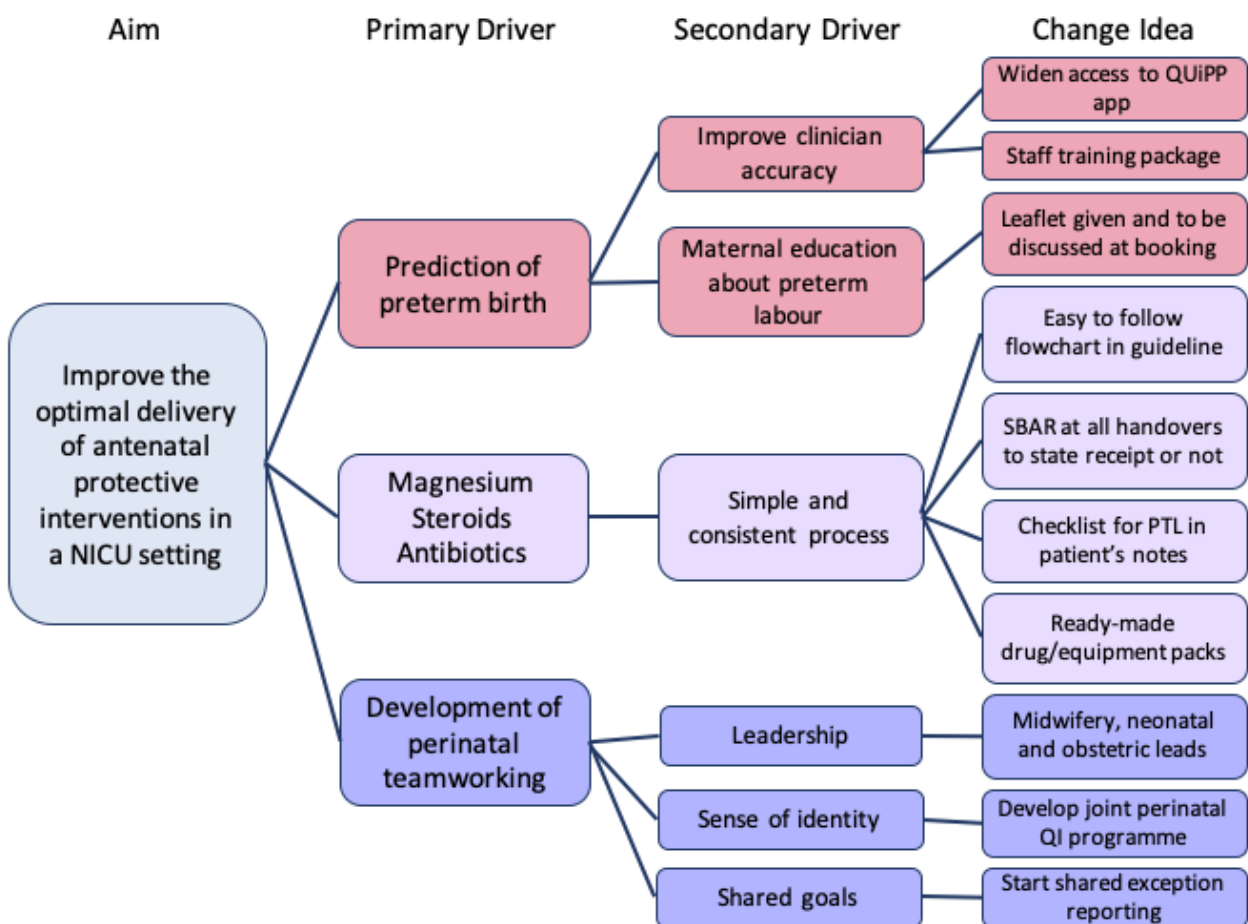 Aim
Primary Driver
Secondary Driver
Change Idea
Improve the
optimal delivery
of antenatal
protective
interventions in
a NICU setting
Prediction of
preterm birth
Improve clinician
accuracy
Widen access to QUiPP
app
Staff training package
Maternal education
about preterm
labour
Leaflet given and to be
discussed at booking
Magnesium
Steroids
Antibiotics
Simple and
consistent process
Easy to follow
flowchart in guideline
SBAR at all handovers
to state receipt or not
Checklist for PTL in
patient's notes
Ready-made
drug/equipment packs
Development of
perinatal
teamworking
Leadership
Midwifery, neonatal
and obstetric leads
Sense of identity
Develop joint perinatal
QI programme
Shared goals
Start shared exception
reporting